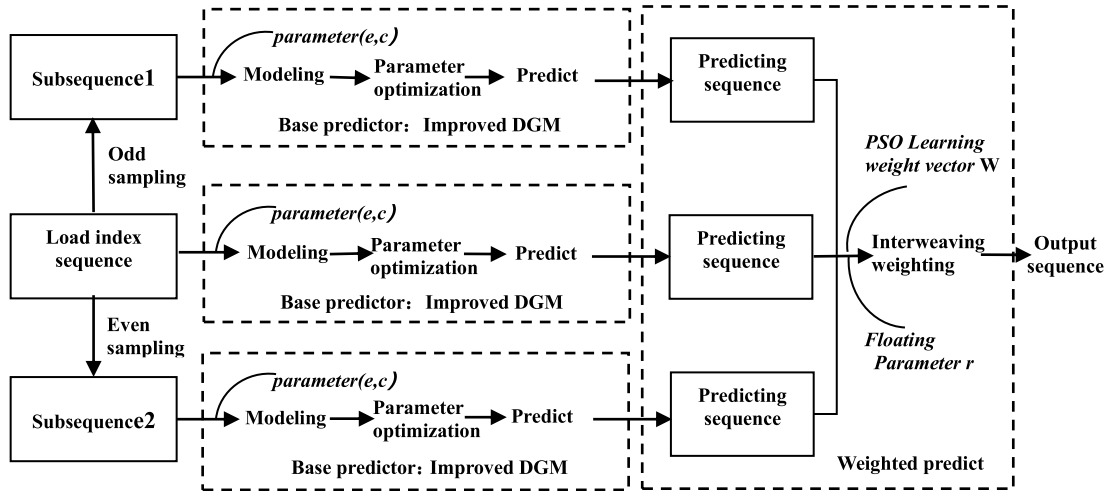 Subsequence1
parameter(e,c)
Modeling
Parameter
optimization
Predict
Base predictor: Improved DGM
Predicting
sequence
Odd
sampling
Load index
sequence
parameter(e,c)
Modeling
Parameter
optimization
Predict
Base predictor: Improved DGM
Predicting
sequence
PSO Learning
weight vector W
Interweaving
weighting
Output
sequence
Floating
Parameter r
Even
sampling
Subsequence2
parameter(e,c)
Modeling
Parameter
optimization
Predict
Base predictor: Improved DGM
Predicting
sequence
Weighted predict